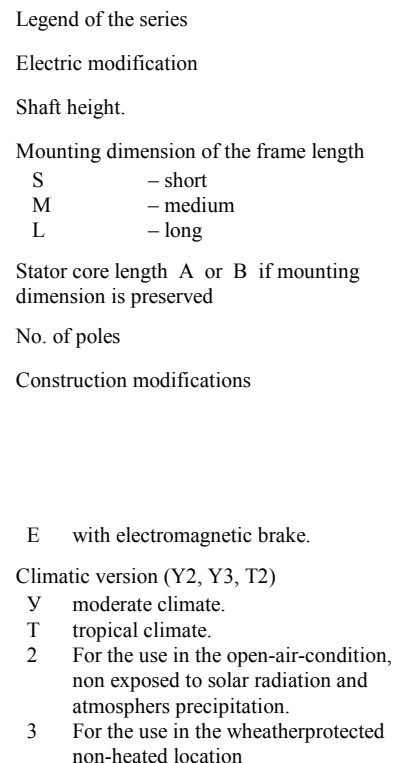 Legend of the series
Electric modification
Shaft height.
Mounting dimension of the frame length
S – short
M – medium
L – long
Stator core length A or B if mounting
dimension is preserved
No. of poles
Construction modifications
E with electromagnetic brake.
Climatic version (Y2, Y3, T2)
У moderate climate.
T tropical climate.
2 For the use in the open-air-condition,
non exposed to solar radiation and
atmosphers precipitation.
3 For the use in the wheatherprotected
non-heated location